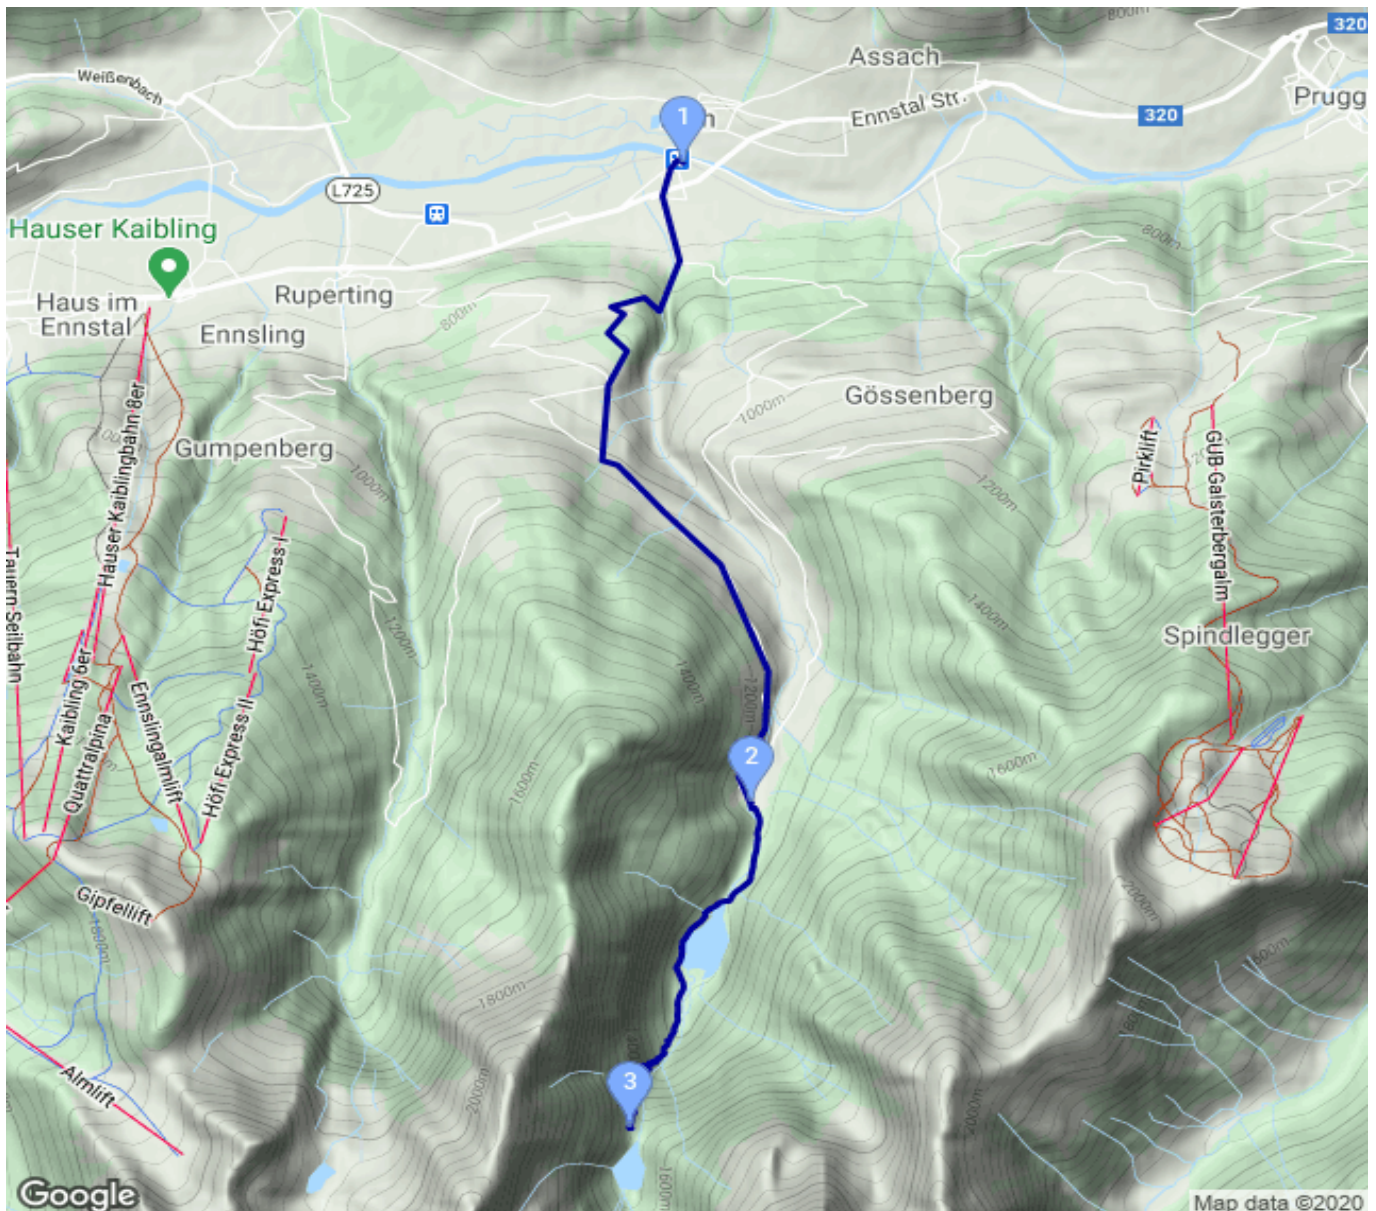 800m
320
Assach
Weißenbach
Prugg
Ennstal Str.
320
1
L725
Hauser Kaibling
800m
Haus im
Ennstal
Ruperting
800m
Ennsling
Gössenberg
1000m
Gumpenberg
Pirklift
GUB-Galsterbergalm
1000m
1200m
Hauser Kaiblingbahn 8er
Tauern-Seilbahn
Höfi-Express I
1200m
1400m
Spindlegger
1400m
1400m
1200m
Kaibling 6er
Ennslingalmlift
Höfi-Express II
Quattralpina
2
1600m
1600m
2000m
Gipfellift
1800m
1600m
1800m
3
Almlift
2000m
2000m
1600m
Google
Map data ©2020